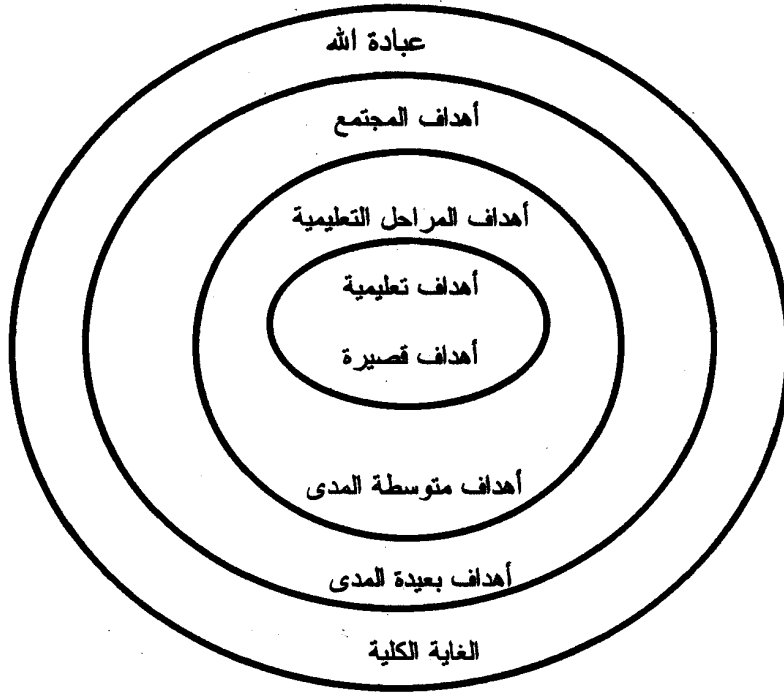 عبادة الله
أهداف المجتمع
أهداف المراحل التعليمية
أهداف تعليمية
أهداف قصيرة
أهداف متوسطة المدى
أهداف بعيدة المدى
الغاية الكلية